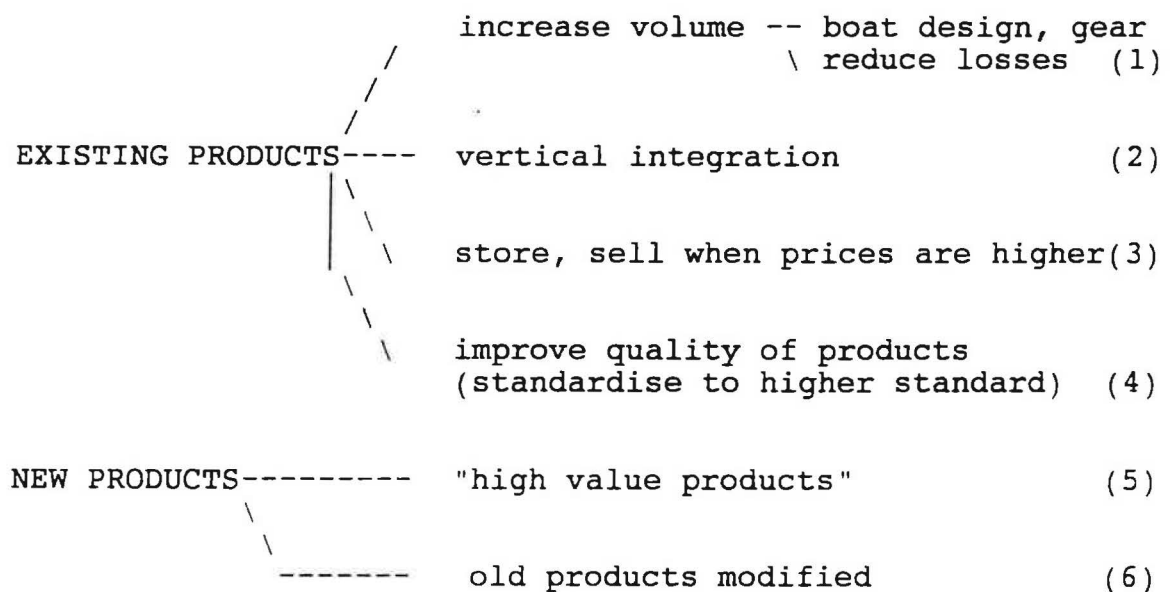 increase volume -- boat design, gear
\ reduce losses (1)
EXISTING PRODUCTS---- vertical integration (2)
store, sell when prices are higher(3)
improve quality of products
(standardise to higher standard) (4)
NEW PRODUCTS--------- "high value products" (5)
------- old products modified (6)